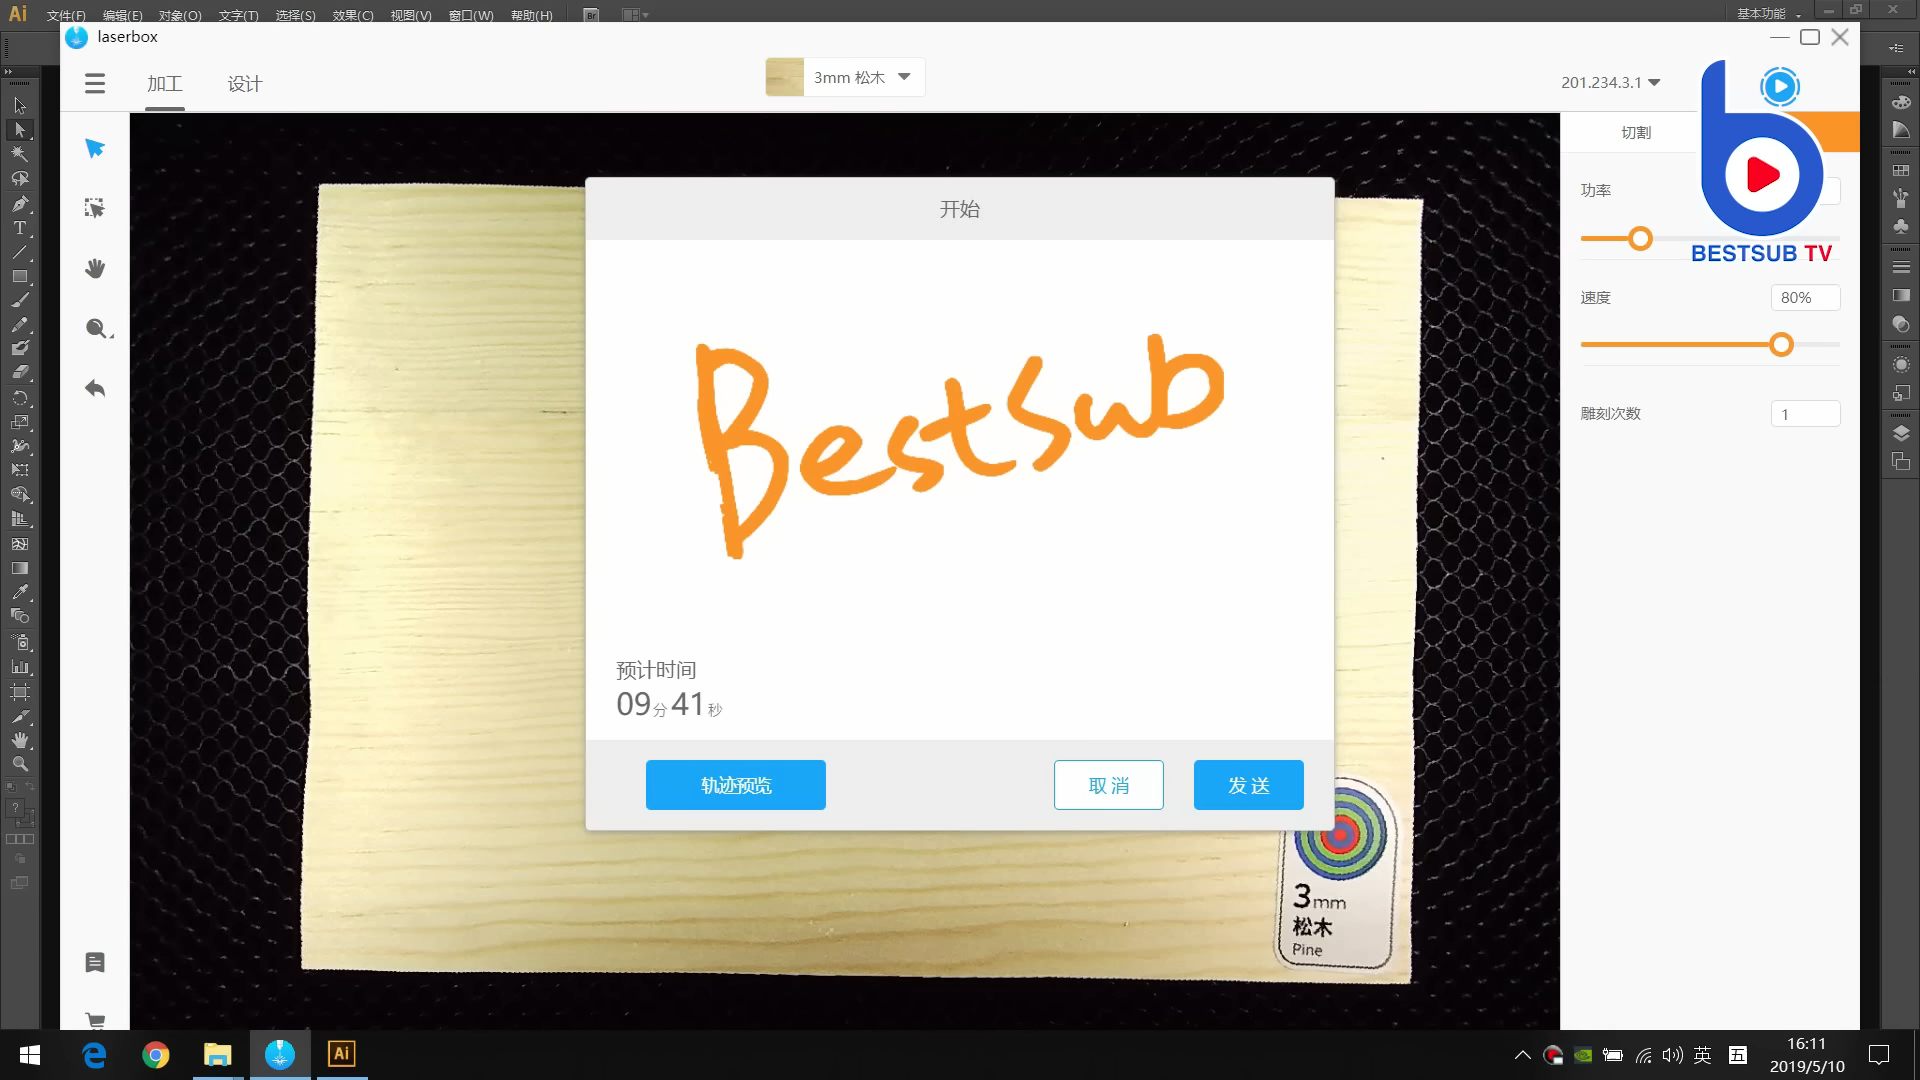 Ai 文件(F) 编辑(E) 对象(O) 文字(T) 选择(S) 效果(C) 视图(V) 窗口(W) 帮助(H) Br 基本功能
laserbox
加工 设计 3mm 松木 201.234.3.1
切割
功率
BESTSUB TV
速度 80%
雕刻次数 1
开始
Bestsub
预计时间
09分41秒
轨迹预览 取消 发送
3mm
松木
Pine
Ai 英 五 16:11
2019/5/10